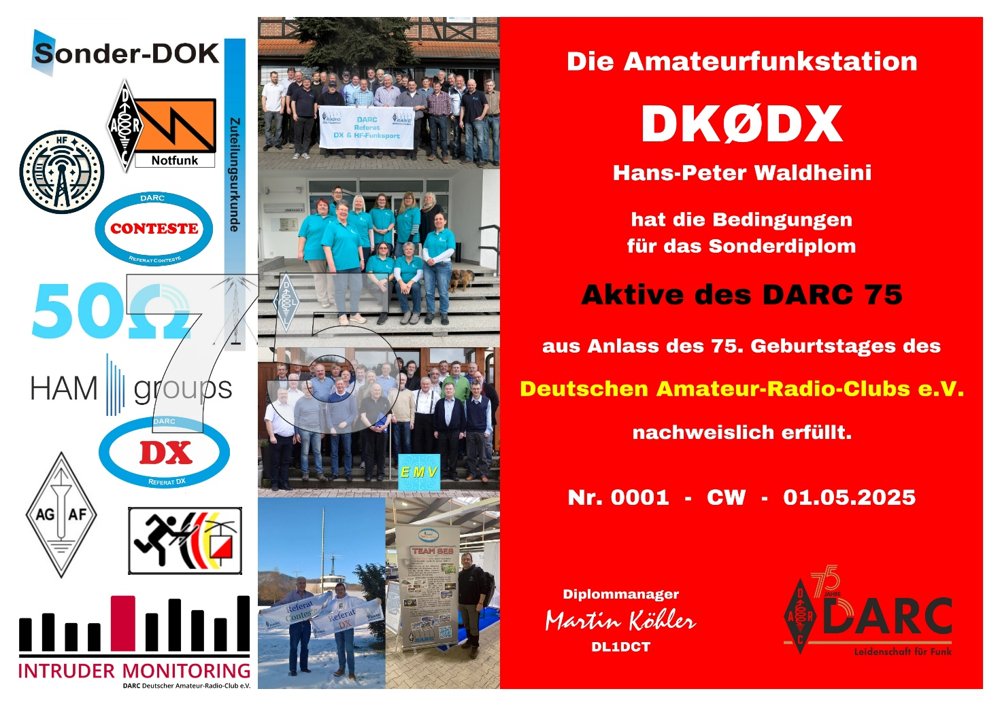 Sonder-DOK
Zuteilungsurkunde
D
A R
C
Notfunk
HF
DARC
CONTESTE
REFERAT CONTESTE
50Ω
HAM groups
DARC
DX
REFERAT DX
AG AF
INTRUDER MONITORING
DARC Deutscher Amateur-Radio-Club e.V.
75
DARC
Referat
DX & HF-Funksport
EMV
Referat
Conteste
Referat
DX
TEAM SES
DARC
Die Amateurfunkstation
DKØDX
Hans-Peter Waldheini
hat die Bedingungen
für das Sonderdiplom
Aktive des DARC 75
aus Anlass des 75. Geburtstages des
Deutschen Amateur-Radio-Clubs e.V.
nachweislich erfüllt.
Nr. 0001 - CW - 01.05.2025
Diplommanager
Martin Köhler
DL1DCT
75
JAHRE
D
A R
C
DARC
Leidenschaft für Funk